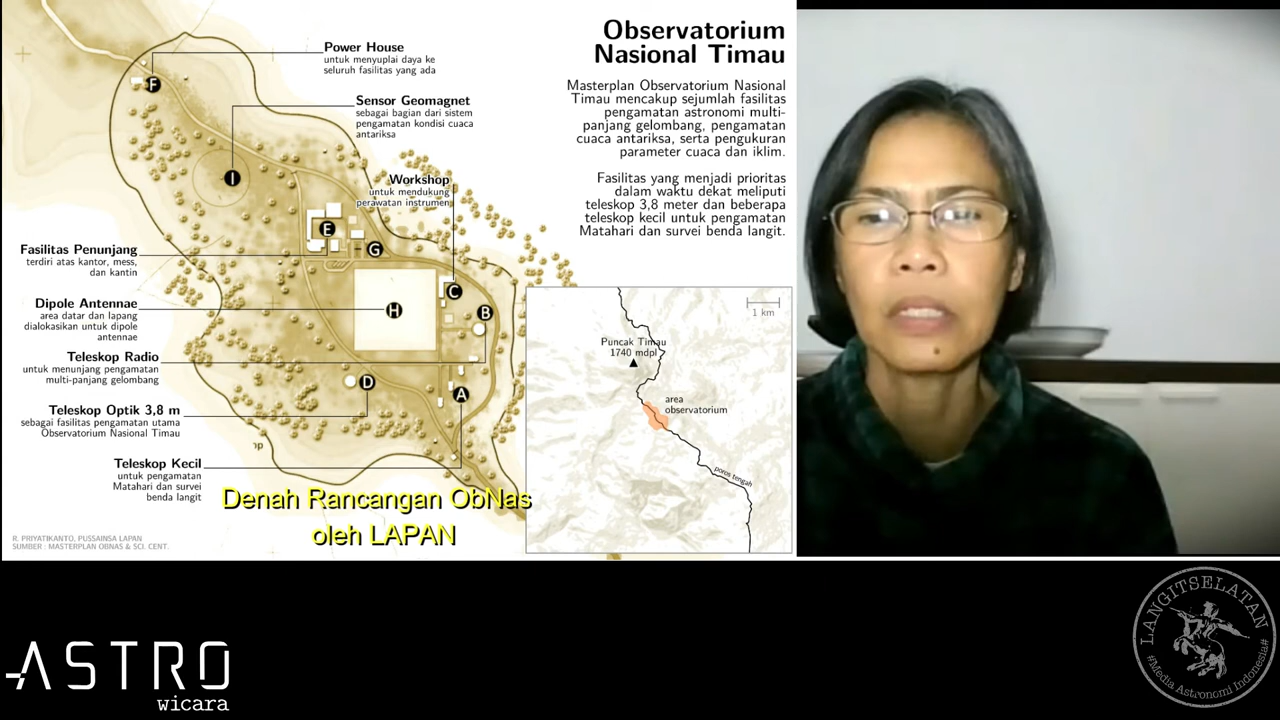 Observatorium
Nasional Timau
Masterplan Observatorium Nasional
Timau mencakup sejumlah fasilitas
pengamatan astronomi multi-
panjang gelombang, pengamatan
cuaca antariksa, serta pengukuran
parameter cuaca dan iklim.
Fasilitas yang menjadi prioritas
dalam waktu dekat meliputi
teleskop 3,8 meter dan beberapa
teleskop kecil untuk pengamatan
Matahari dan survei benda langit.
Power House
untuk menyuplai daya ke
seluruh fasilitas yang ada
F
Sensor Geomagnet
sebagai bagian dari sistem
pengamatan kondisi cuaca
antariksa
I
Workshop
untuk mendukung
perawatan instrumen
E
G
Fasilitas Penunjang
terdiri atas kantor, mess,
dan kantin
C
Dipole Antennae
area datar dan lapang
dialokasikan untuk dipole
antennae
H
B
Teleskop Radio
untuk menunjang pengamatan
multi-panjang gelombang
D
A
Teleskop Optik 3,8 m
sebagai fasilitas pengamatan utama
Observatorium Nasional Timau
Teleskop Kecil
untuk pengamatan
Matahari dan survei
benda langit
1 km
Puncak Timau
1740 mdpl
area
observatorium
poros tengah
Denah Rancangan ObNas
oleh LAPAN
R. PRIYATIKANTO, PUSSAINSA LAPAN
SUMBER : MASTERPLAN OBNAS & SCI. CENT.
ASTRO
wicara
LANGITSELATAN
#Media Astronomi Indonesia#